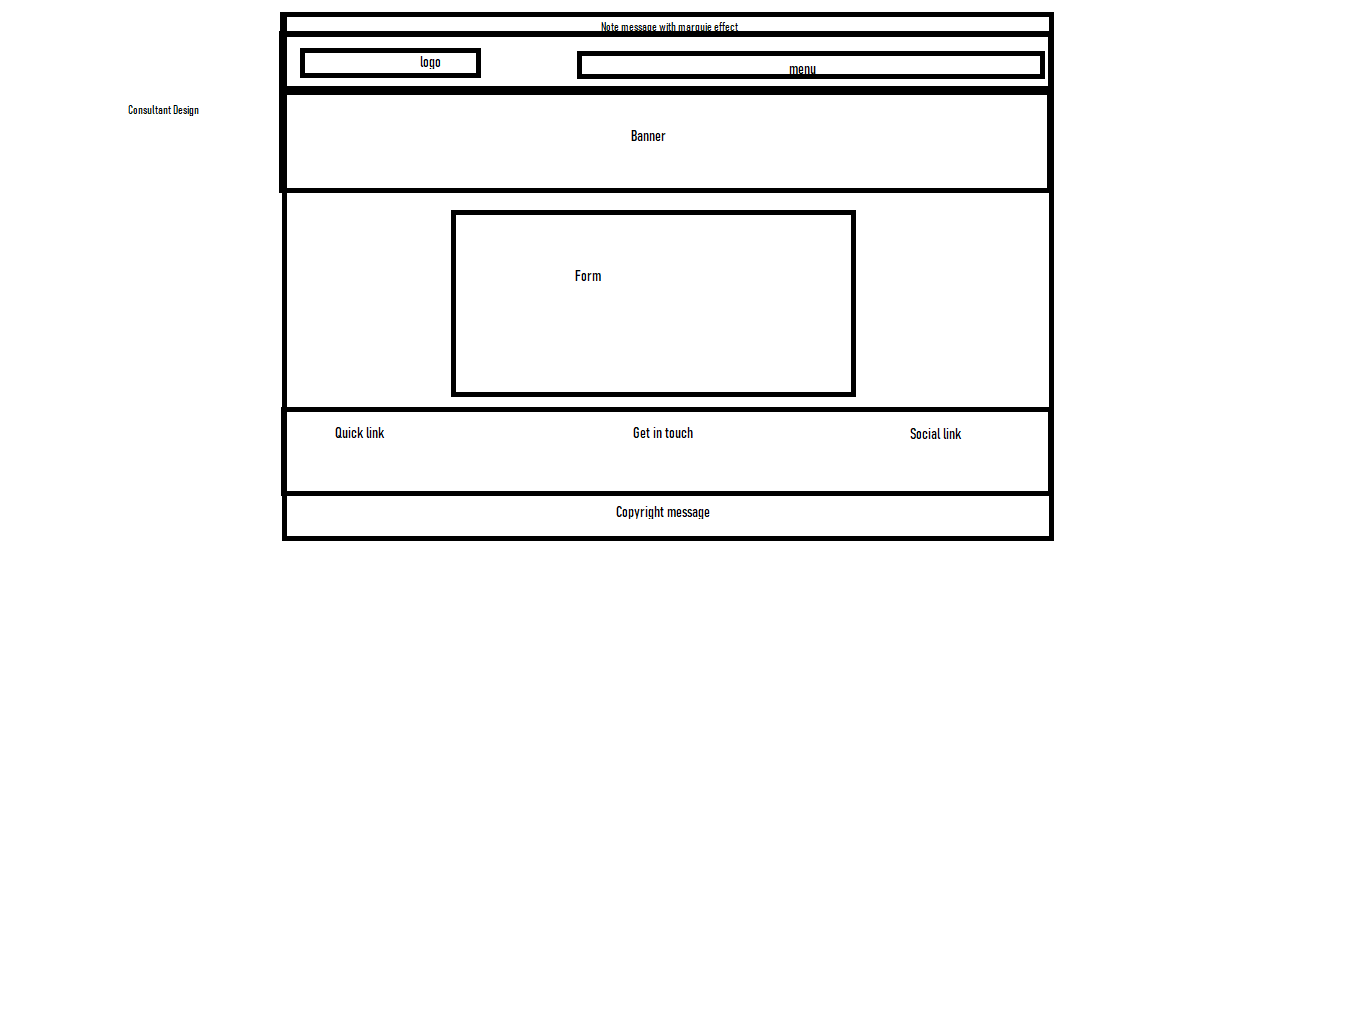 Note message with marquie effect
logo
menu
Consultant Design
Banner
Form
Quick link
Get in touch
Social link
Copyright message